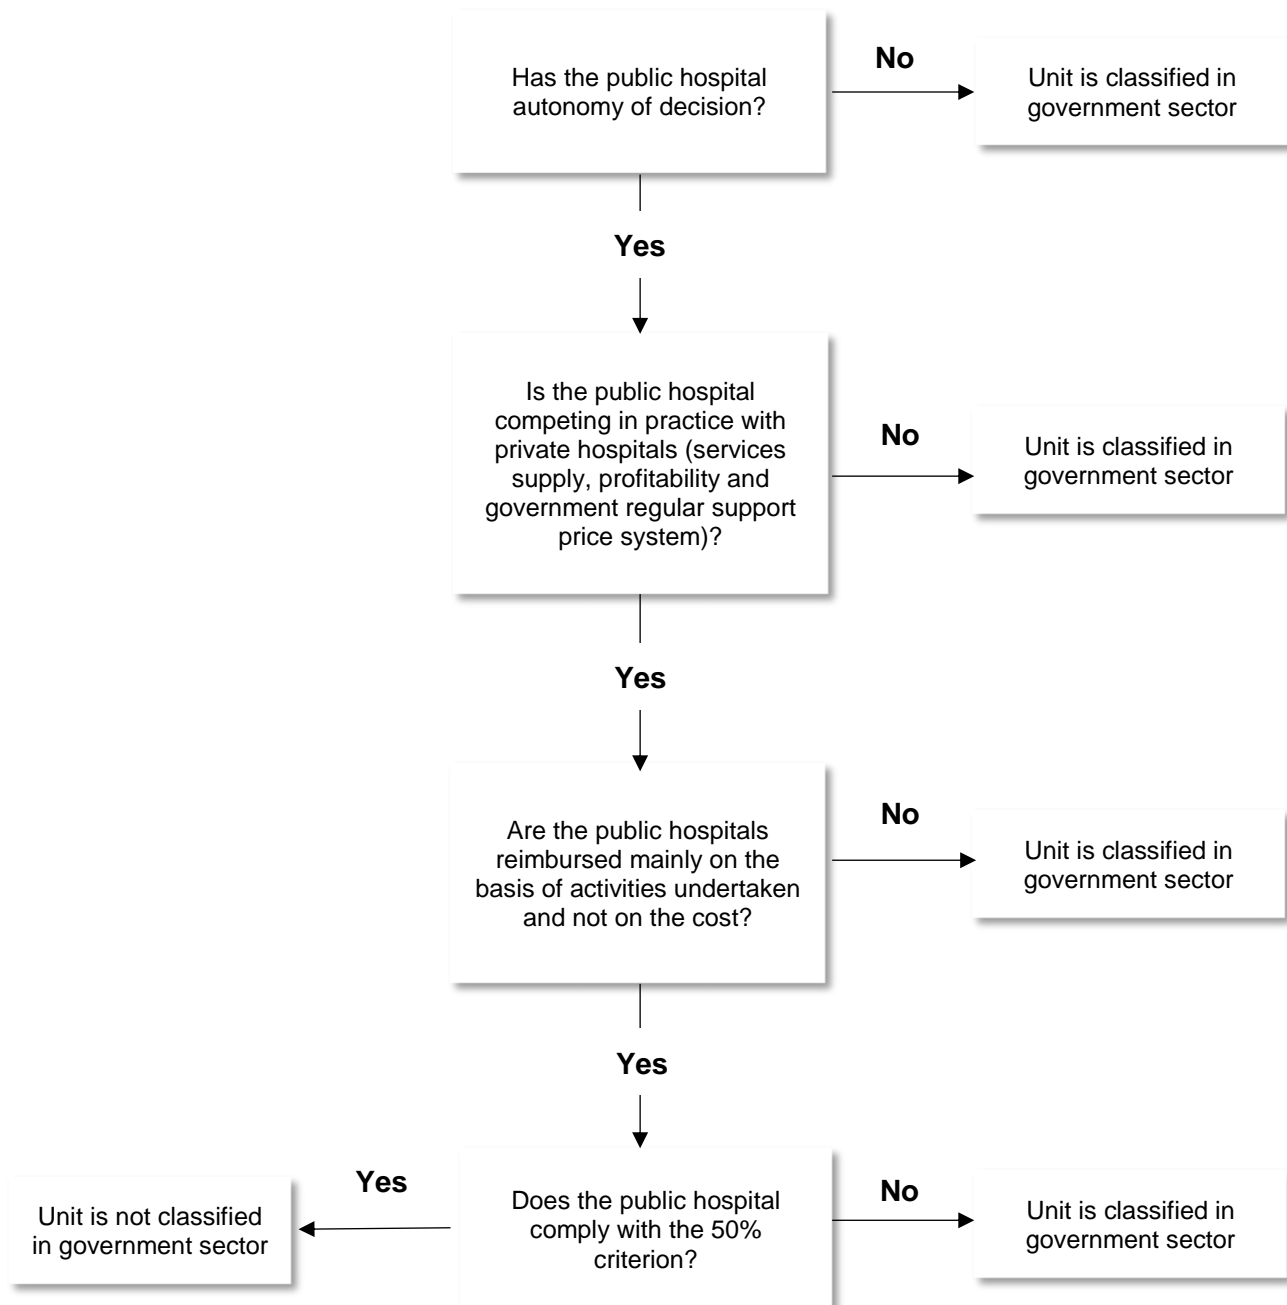 Has the public hospital
autonomy of decision?
No
Unit is classified in
government sector
Yes
Is the public hospital
competing in practice with
private hospitals (services
supply, profitability and
government regular support
price system)?
No
Unit is classified in
government sector
Yes
Are the public hospitals
reimbursed mainly on the
basis of activities undertaken
and not on the cost?
No
Unit is classified in
government sector
Yes
Does the public hospital
comply with the 50%
criterion?
Yes
Unit is not classified
in government sector
No
Unit is classified in
government sector